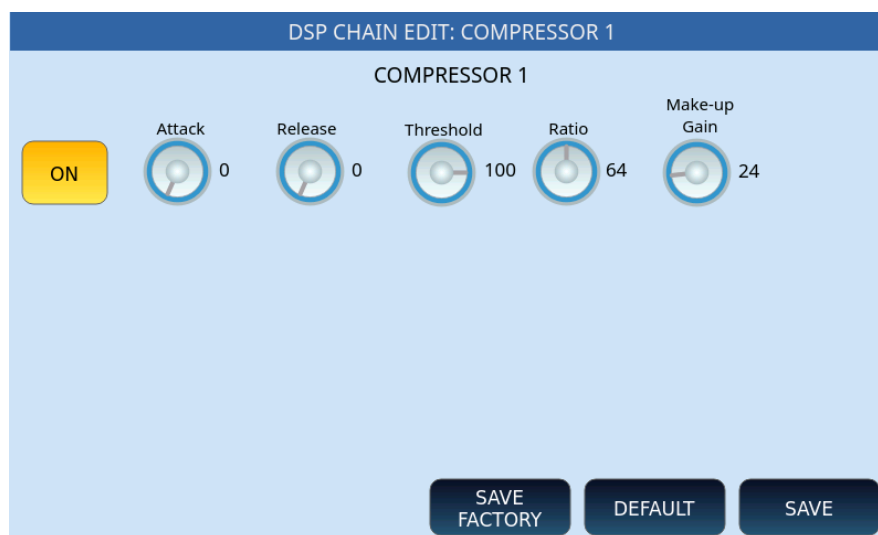 DSP CHAIN EDIT: COMPRESSOR 1
COMPRESSOR 1
Attack
Release
Threshold
Ratio
Make-up
Gain
ON
0
0
100
64
24
SAVE
FACTORY
DEFAULT
SAVE